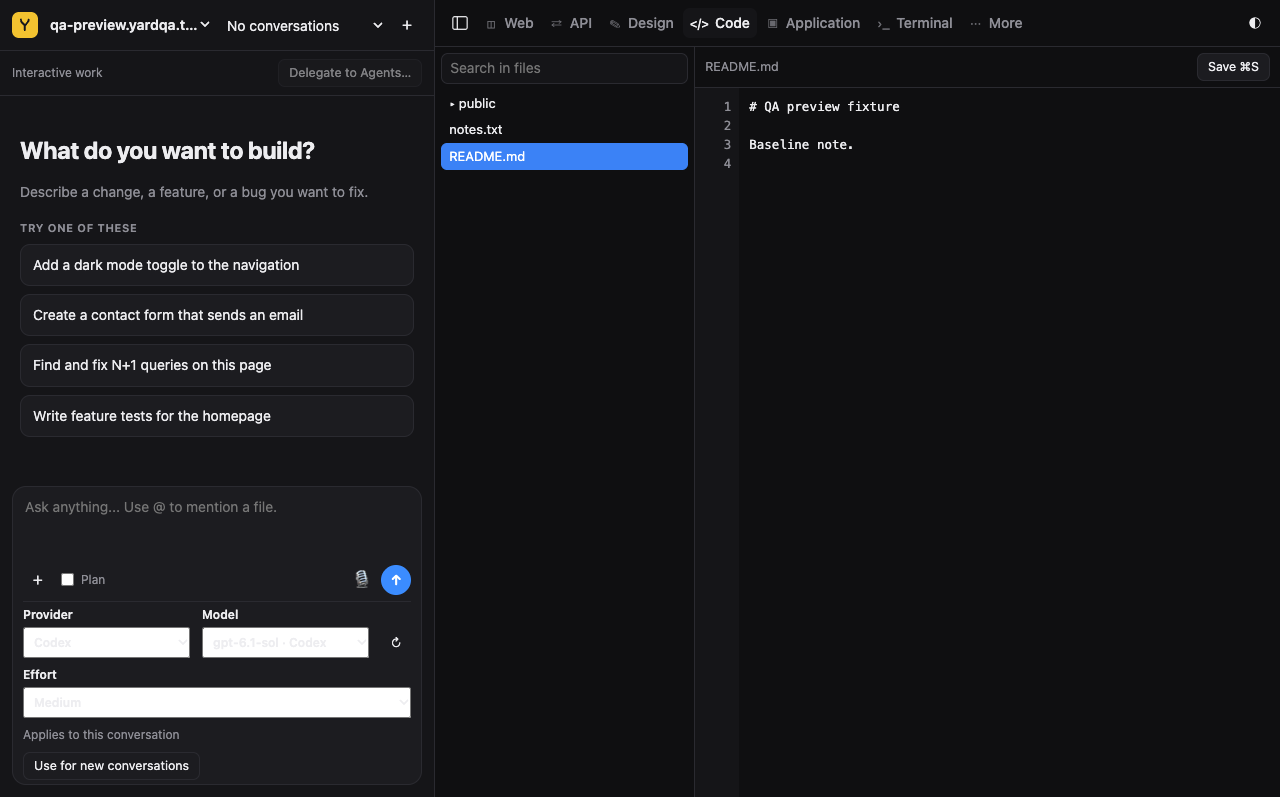 Y
qa-preview.yardqa.t...
No conversations
+
Interactive work
Delegate to Agents...
What do you want to build?
Describe a change, a feature, or a bug you want to fix.
TRY ONE OF THESE
Add a dark mode toggle to the navigation
Create a contact form that sends an email
Find and fix N+1 queries on this page
Write feature tests for the homepage
Ask anything... Use @ to mention a file.
+
Plan
Provider
Model
Codex
gpt-6.1-sol · Codex
Effort
Medium
Applies to this conversation
Use for new conversations
Web
API
Design
</> Code
Application
>_ Terminal
··· More
Search in files
public
notes.txt
README.md
README.md
Save ⌘S
1 # QA preview fixture
2
3 Baseline note.
4